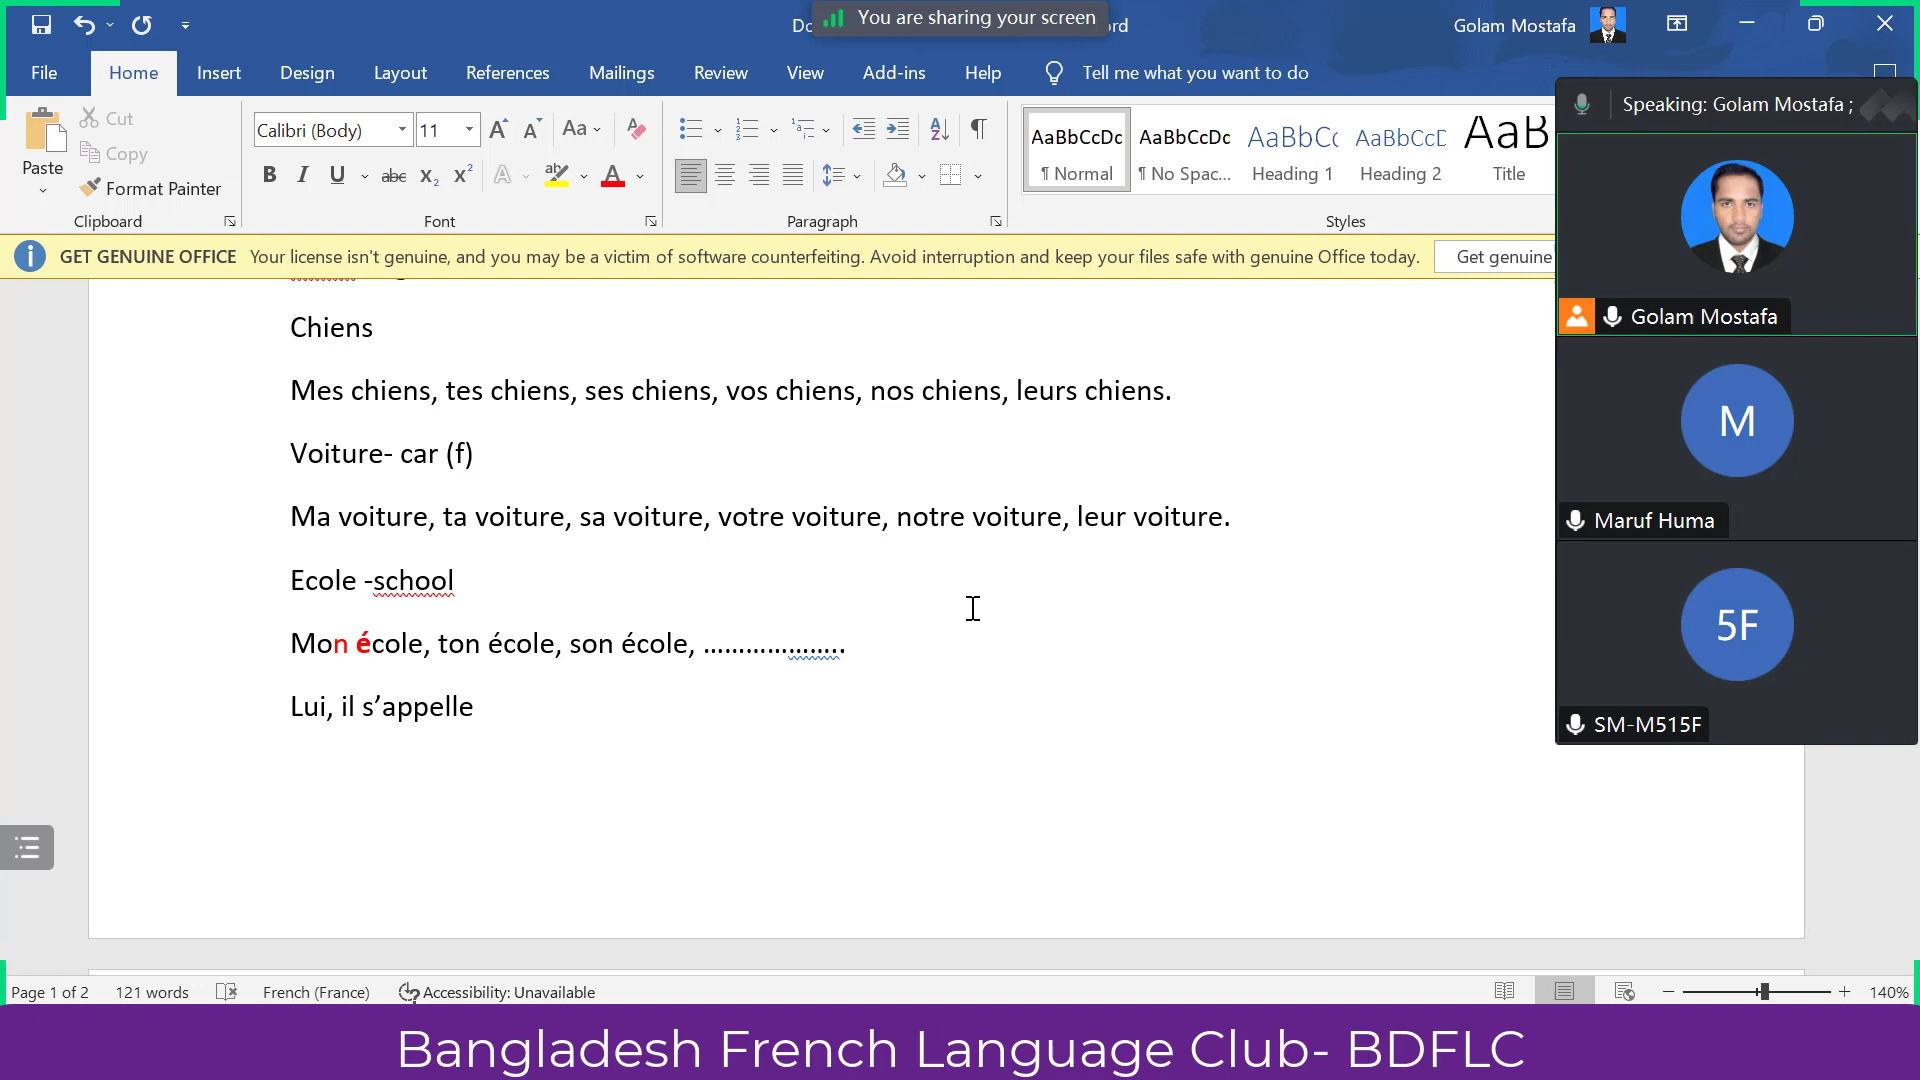 You are sharing your screen
Golam Mostafa
File Home Insert Design Layout References Mailings Review View Add-ins Help Tell me what you want to do
Speaking: Golam Mostafa ;
Paste
Cut
Copy
Format Painter
Clipboard
Calibri (Body) 11
Font
Paragraph
AaBbCcDc
¶ Normal
AaBbCcDc
¶ No Spac...
AaBbCc
Heading 1
AaBbCcD
Heading 2
AaB
Title
Styles
GET GENUINE OFFICE Your license isn't genuine, and you may be a victim of software counterfeiting. Avoid interruption and keep your files safe with genuine Office today. Get genuine
Chiens
Mes chiens, tes chiens, ses chiens, vos chiens, nos chiens, leurs chiens.
Voiture- car (f)
Ma voiture, ta voiture, sa voiture, votre voiture, notre voiture, leur voiture.
Ecole -school
Mon école, ton école, son école, ………………..
Lui, il s’appelle
Golam Mostafa
M
Maruf Huma
5F
SM-M515F
Page 1 of 2 121 words French (France) Accessibility: Unavailable 140%
Bangladesh French Language Club- BDFLC